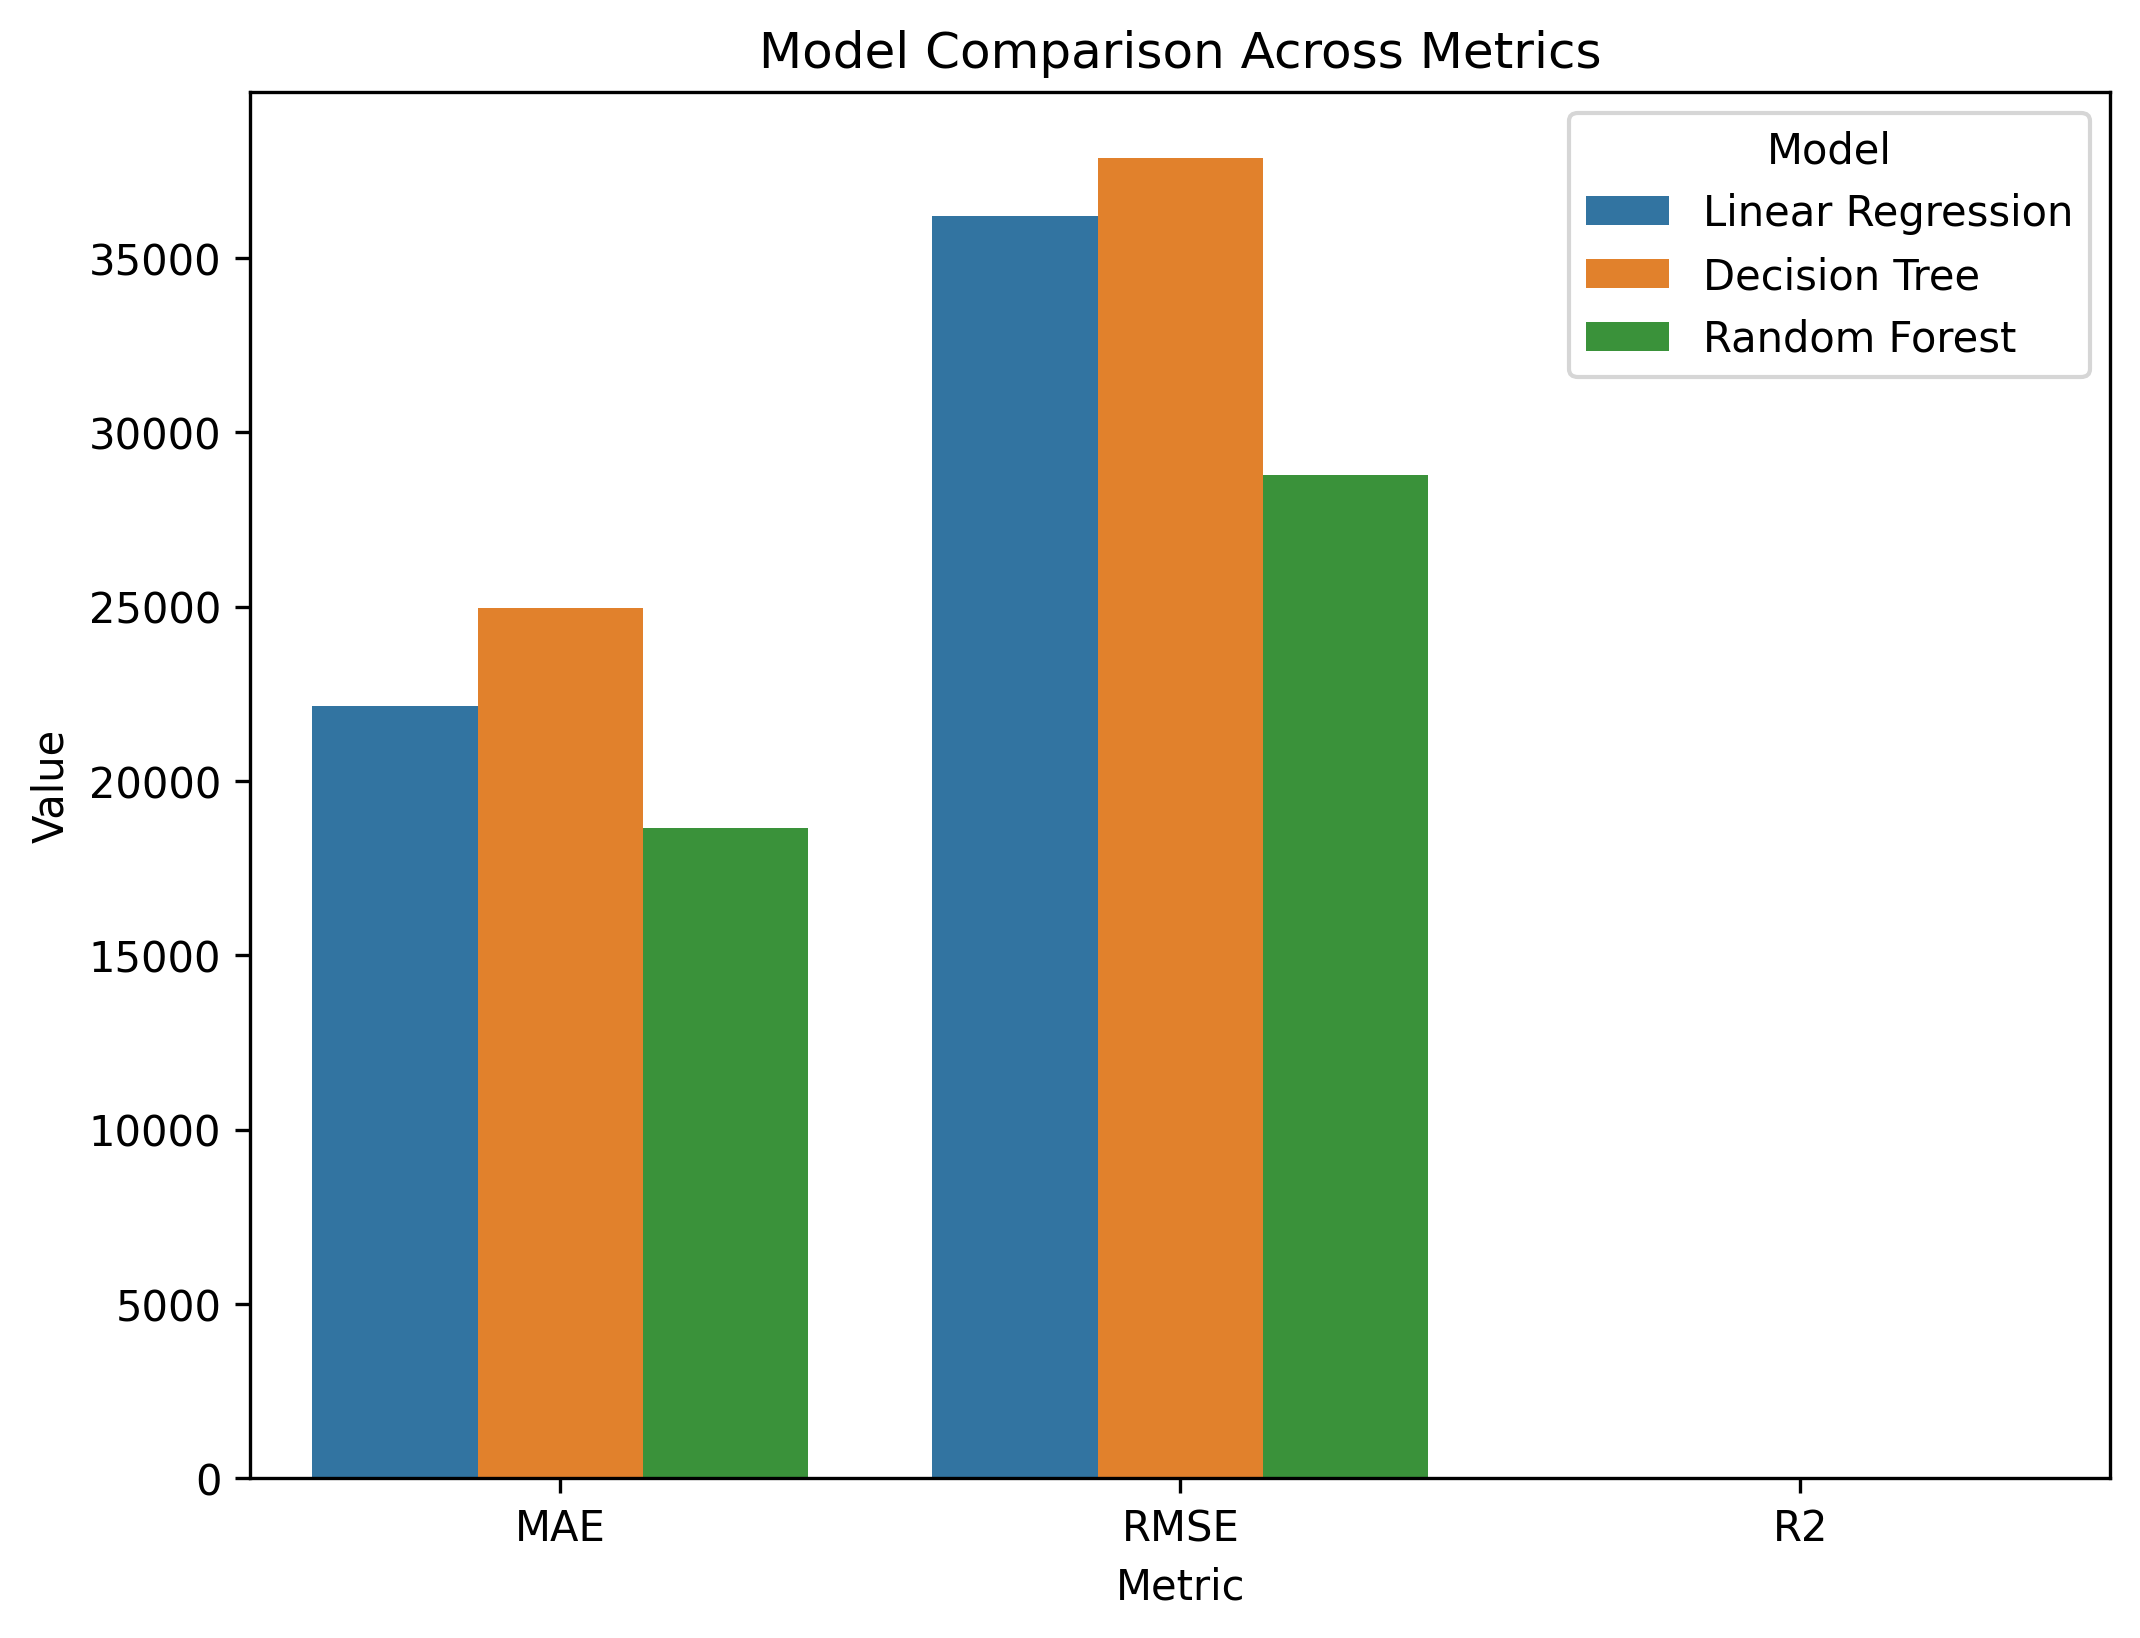 Model Comparison Across Metrics
Model
Linear Regression
Decision Tree
Random Forest
35000
30000
25000
20000
15000
10000
5000
0
Value
MAE
RMSE
R2
Metric